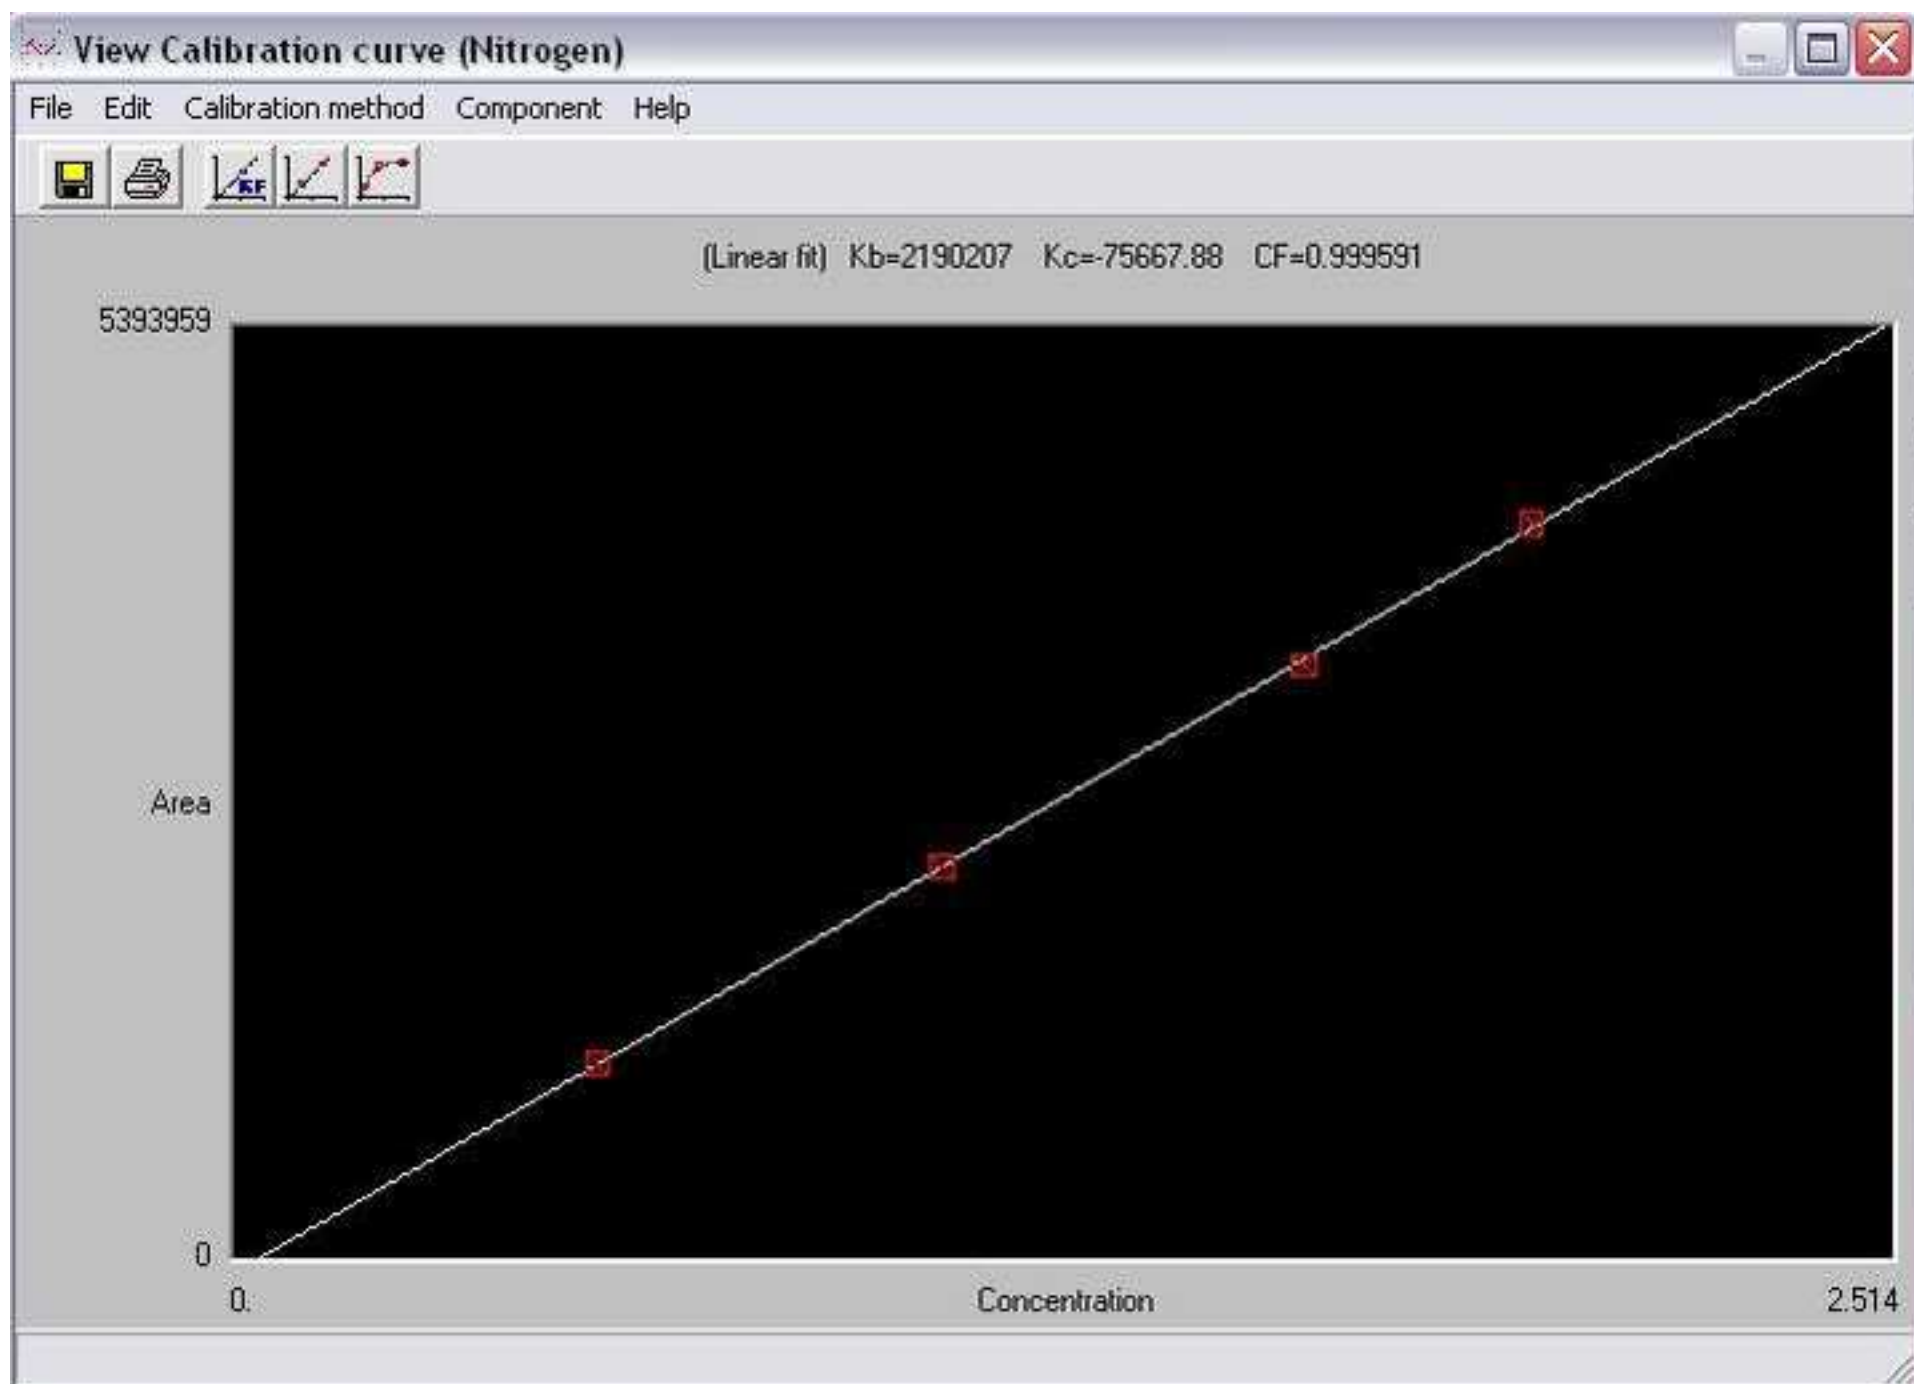 View Calibration curve (Nitrogen)
File Edit Calibration method Component Help
RF
(Linear fit) Kb=2190207 Kc=-75667.88 CF=0.999591
5393959
Area
0
0. Concentration 2.514